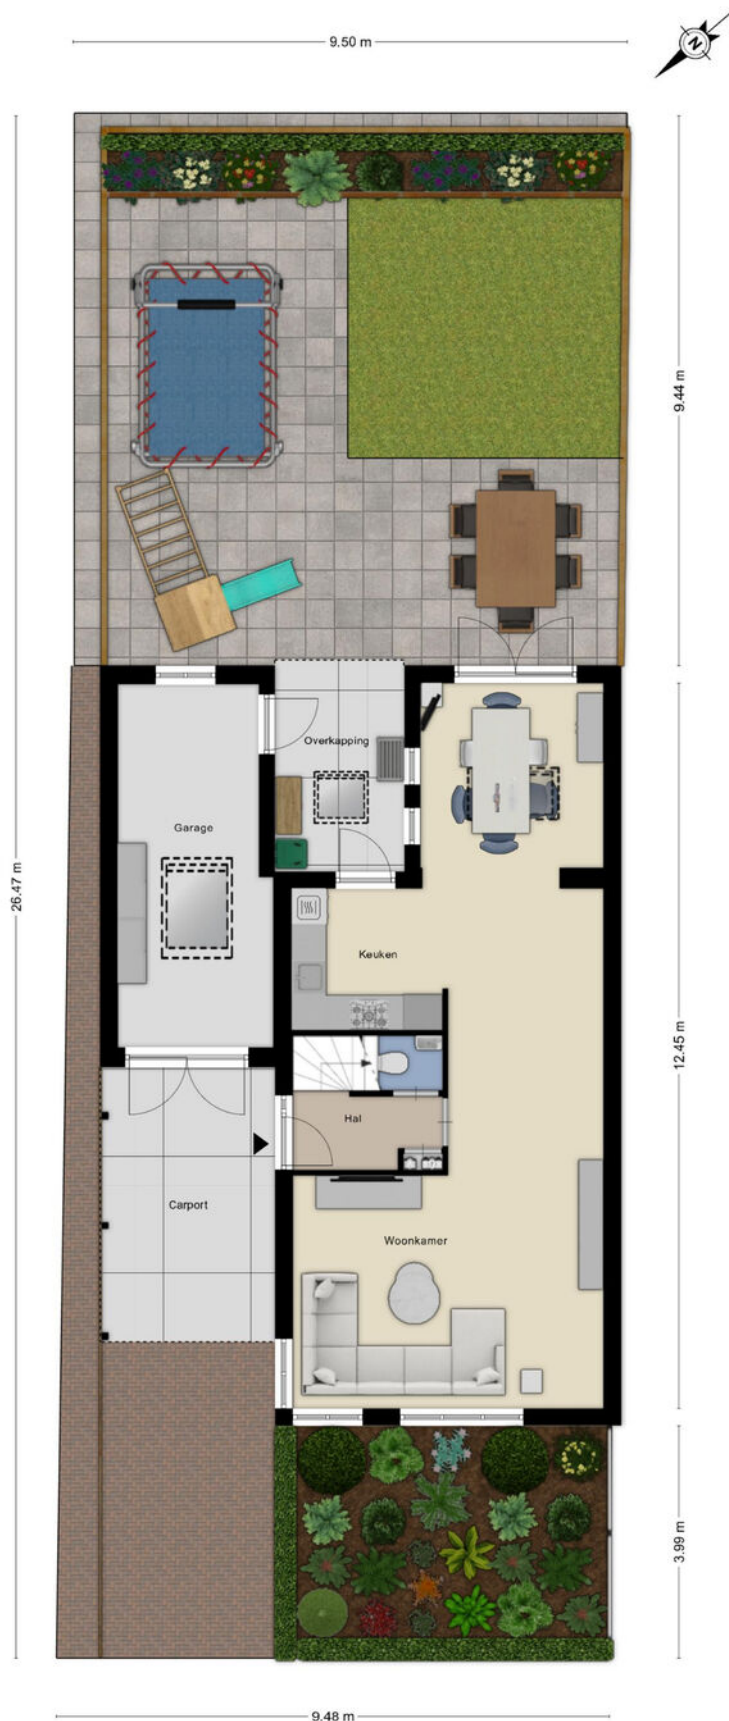 9.50 m
N
9.44 m
Overkapping
Garage
26.47 m
Keuken
12.45 m
Hal
Carport
Woonkamer
3.99 m
9.48 m